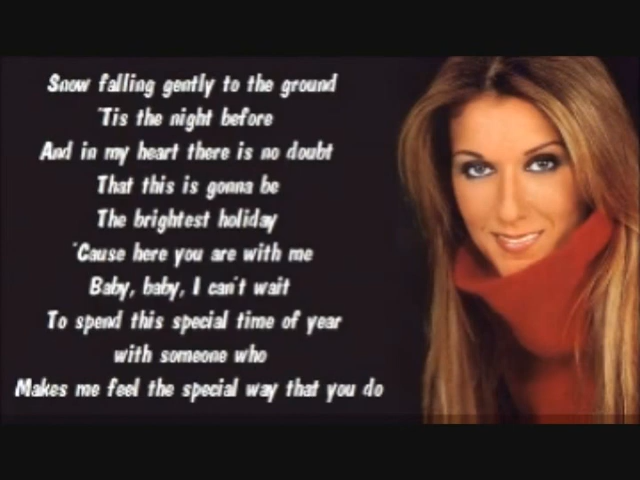 Snow falling gently to the ground
'Tis the night before
And in my heart there is no doubt
That this is gonna be
The brightest holiday
'Cause here you are with me
Baby, baby, I can't wait
To spend this special time of year
with someone who
Makes me feel the special way that you do